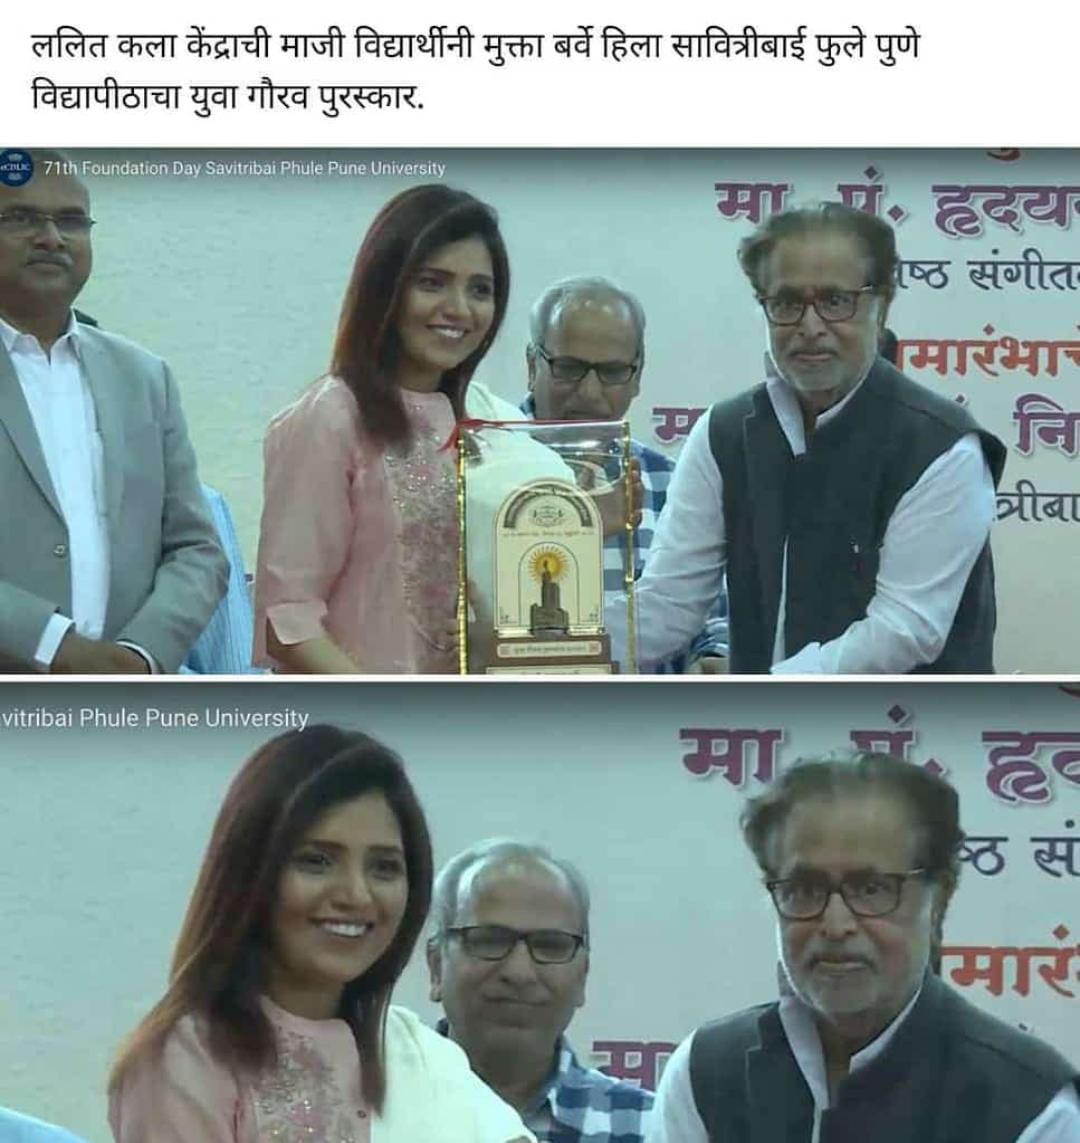 ललित कला केंद्राची माजी विद्यार्थीनी मुक्ता बर्वे हिला सावित्रीबाई फुले पुणे
विद्यापीठाचा युवा गौरव पुरस्कार.
71th Foundation Day Savitribai Phule Pune University
मा पं. हृदय
ष्ठ संगीत
मारंभा
नि
त्रीबा
vitribai Phule Pune University
मा पं. हृ
ष्ठ सं
मारं